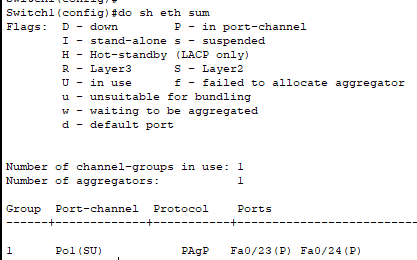 Switch1(config)#
Switch1(config)#do sh eth sum
Flags:  D - down        P - in port-channel
        I - stand-alone s - suspended
        H - Hot-standby (LACP only)
        R - Layer3      S - Layer2
        U - in use      f - failed to allocate aggregator
        u - unsuitable for bundling
        w - waiting to be aggregated
        d - default port
Number of channel-groups in use: 1
Number of aggregators:           1
Group  Port-channel  Protocol    Ports
------+-------------+-----------+---------------------------
1      Po1(SU)           PAgP   Fa0/23(P) Fa0/24(P)